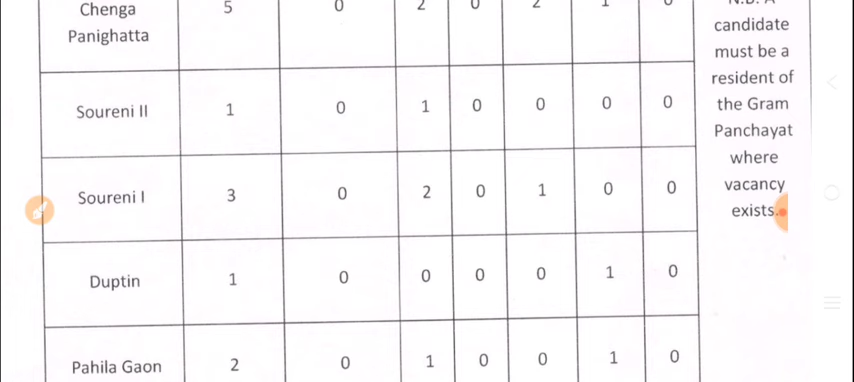 Chenga 5 0 2 0 2 1 0
Panighatta
Soureni II 1 0 1 0 0 0 0
Soureni I 3 0 2 0 1 0 0
Duptin 1 0 0 0 0 1 0
Pahila Gaon 2 0 1 0 0 1 0
N.B. A
candidate
must be a
resident of
the Gram
Panchayat
where
vacancy
exists.